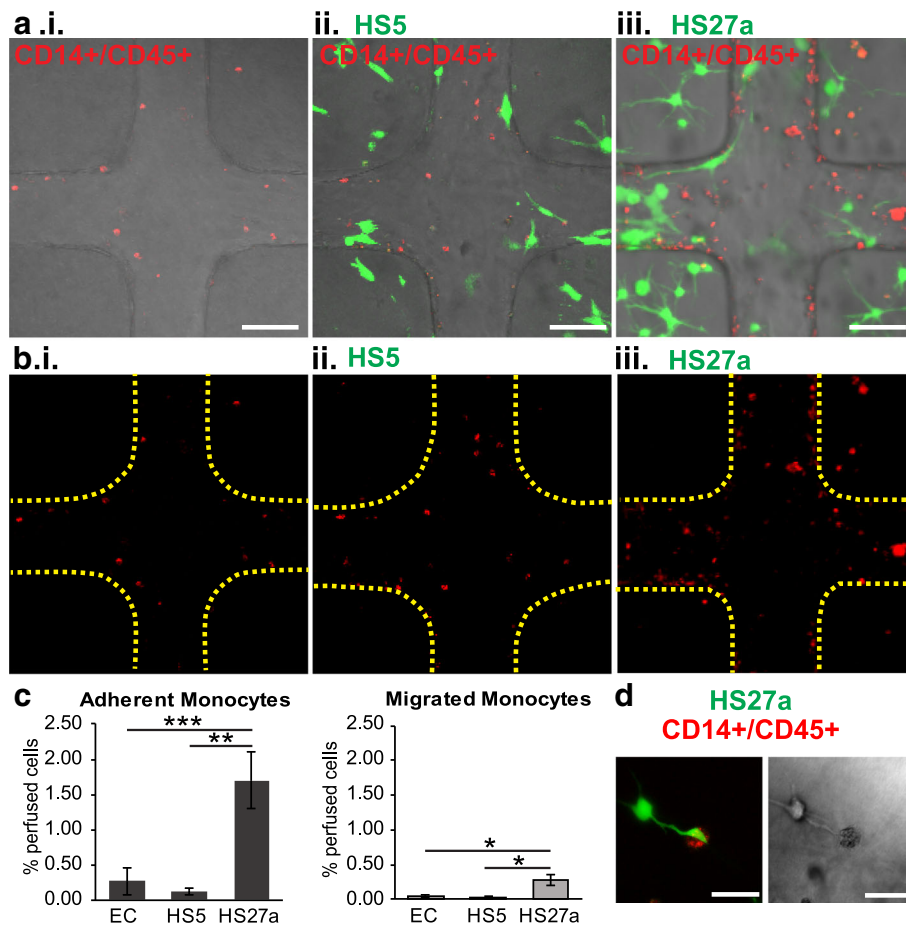 a .i.
CD14+/CD45+
ii. HS5
CD14+/CD45+
iii. HS27a
CD14+/CD45+
b.i.
ii. HS5
iii. HS27a
c
Adherent Monocytes
% perfused cells
2.50
2.00
1.50
1.00
0.50
0.00
***
**
EC HS5 HS27a
Migrated Monocytes
% perfused cells
2.50
2.00
1.50
1.00
0.50
0.00
*
*
EC HS5 HS27a
d
HS27a
CD14+/CD45+